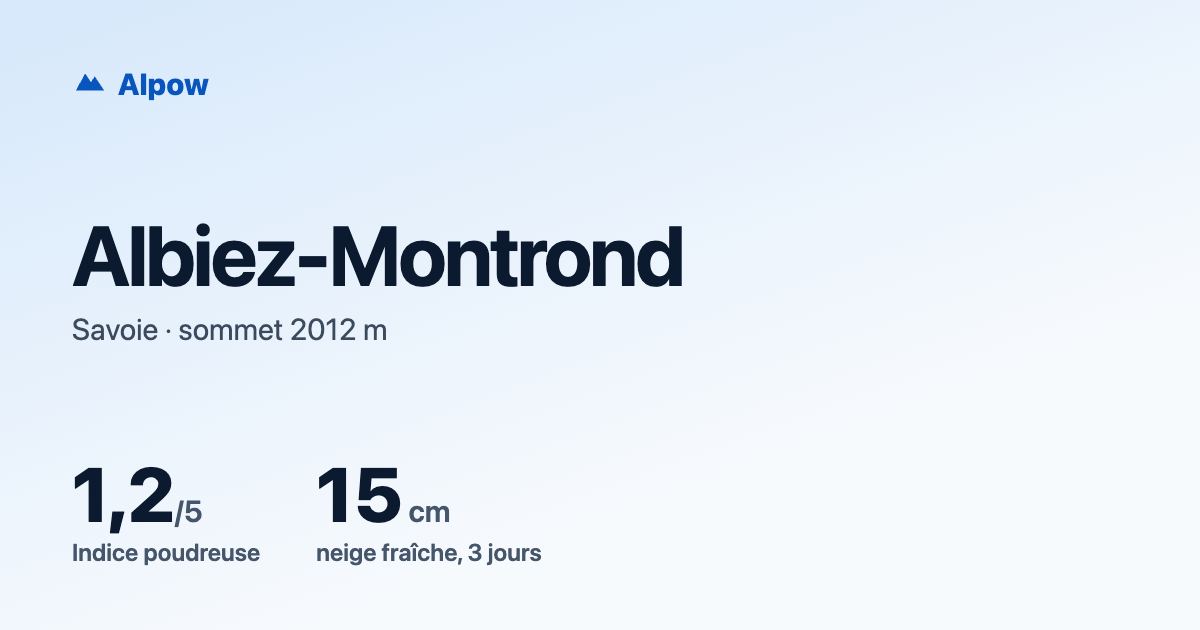 Alpow
Albiez-Montrond
Savoie · sommet 2012 m
1,2/5
Indice poudreuse
15 cm
neige fraîche, 3 jours